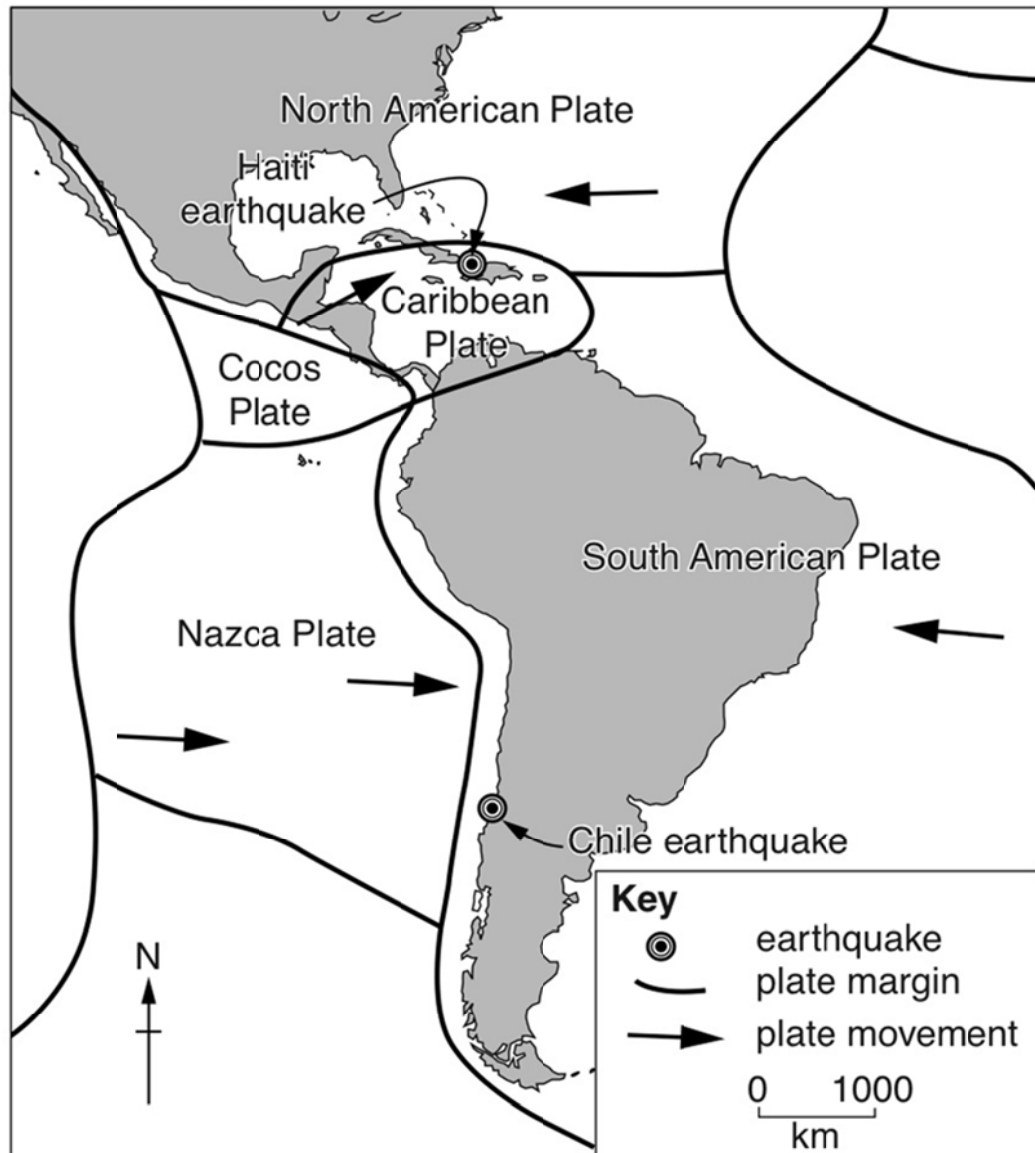 North American Plate
Haiti
earthquake
Caribbean
Plate
Cocos
Plate
South American Plate
Nazca Plate
Chile earthquake
Key
earthquake
plate margin
plate movement
0 1000
km
N